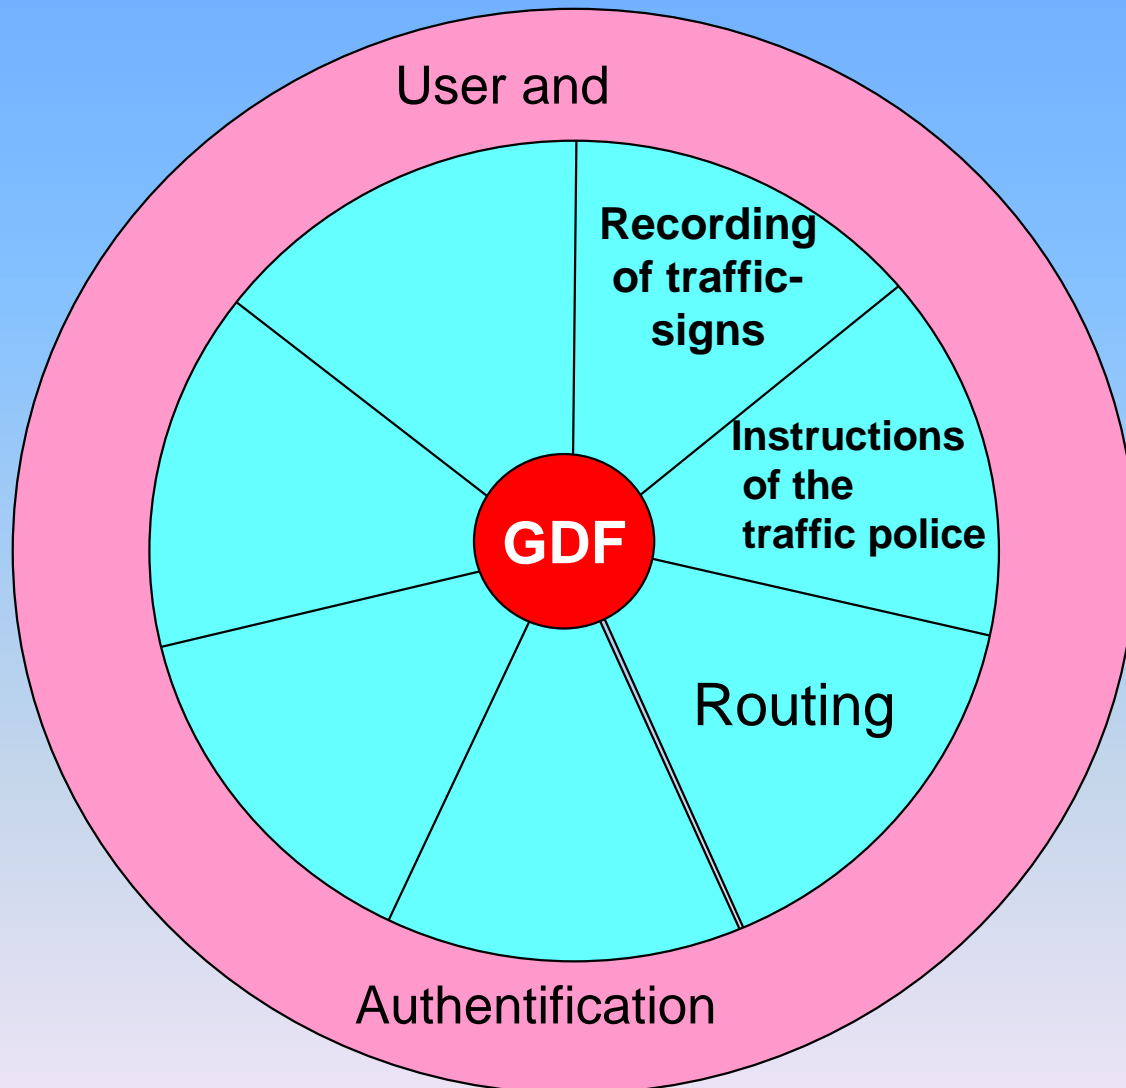 User and
Recording
of traffic-
signs
Instructions
of the
traffic police
GDF
Routing
Authentification